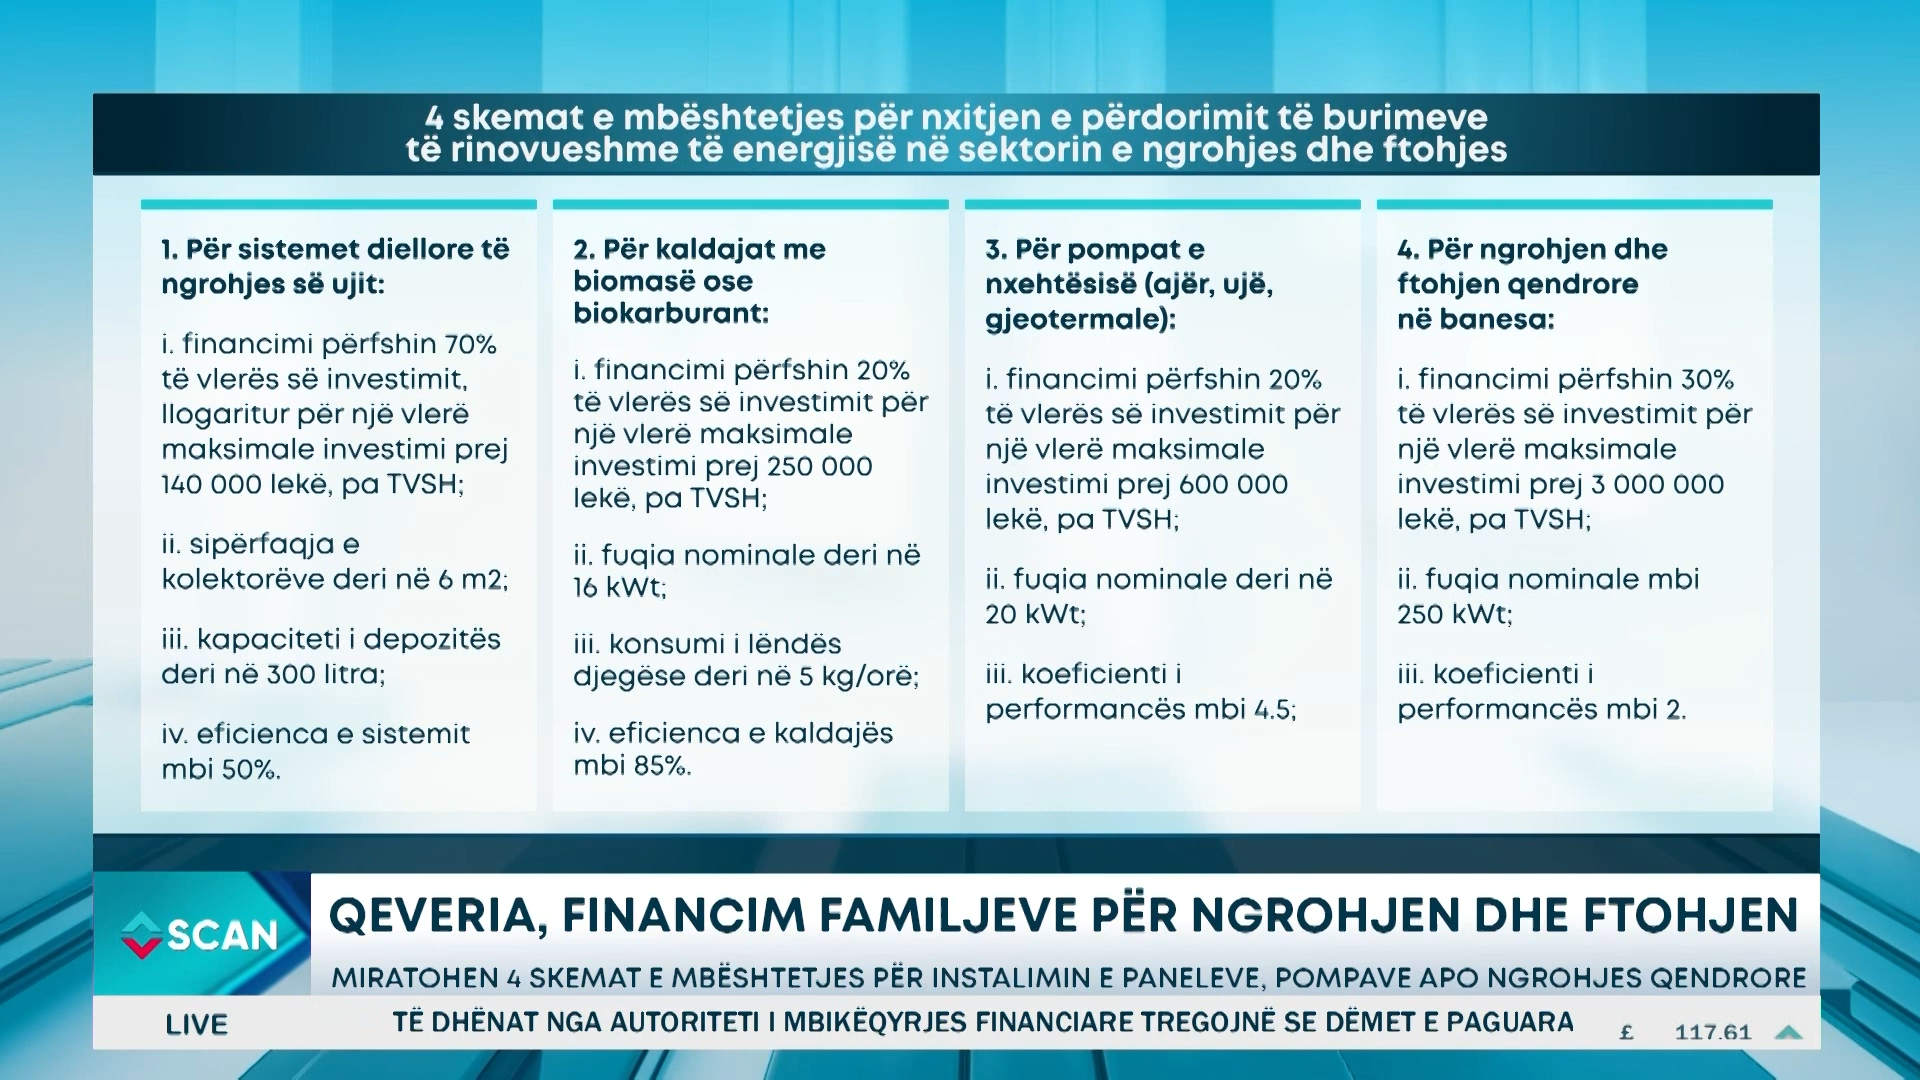 4 skemat e mbështetjes për nxitjen e përdorimit të burimeve
të rinovueshme të energjisë në sektorin e ngrohjes dhe ftohjes
1. Për sistemet diellore të
ngrohjes së ujit:
i. financimi përfshin 70%
të vlerës së investimit,
llogaritur për një vlerë
maksimale investimi prej
140 000 lekë, pa TVSH;
ii. sipërfaqja e
kolektorëve deri në 6 m2;
iii. kapaciteti i depozitës
deri në 300 litra;
iv. eficienca e sistemit
mbi 50%.
2. Për kaldajat me
biomasë ose
biokarburant:
i. financimi përfshin 20%
të vlerës së investimit për
një vlerë maksimale
investimi prej 250 000
lekë, pa TVSH;
ii. fuqia nominale deri në
16 kWt;
iii. konsumi i lëndës
djegëse deri në 5 kg/orë;
iv. eficienca e kaldajës
mbi 85%.
3. Për pompat e
nxehtësisë (ajër, ujë,
gjeotermale):
i. financimi përfshin 20%
të vlerës së investimit për
një vlerë maksimale
investimi prej 600 000
lekë, pa TVSH;
ii. fuqia nominale deri në
20 kWt;
iii. koeficienti i
performancës mbi 4.5;
4. Për ngrohjen dhe
ftohjen qendrore
në banesa:
i. financimi përfshin 30%
të vlerës së investimit për
një vlerë maksimale
investimi prej 3 000 000
lekë, pa TVSH;
ii. fuqia nominale mbi
250 kWt;
iii. koeficienti i
performancës mbi 2.
SCAN
QEVERIA, FINANCIM FAMILJEVE PËR NGROHJEN DHE FTOHJEN
MIRATOHEN 4 SKEMAT E MBËSHTETJES PËR INSTALIMIN E PANELEVE, POMPAVE APO NGROHJES QENDRORE
LIVE
TË DHËNAT NGA AUTORITETI I MBIKËQYRJES FINANCIARE TREGOJNË SE DËMET E PAGUARA
£ 117.61